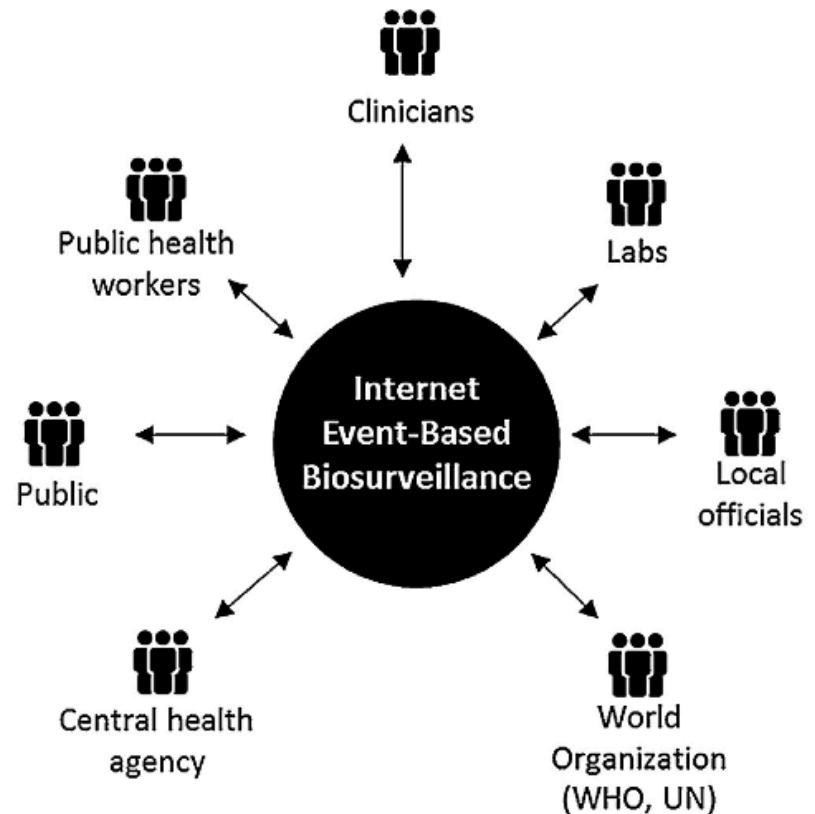 Clinicians
Public health
workers
Labs
Internet
Event-Based
Biosurveillance
Public
Local
officials
Central health
agency
World
Organization
(WHO, UN)